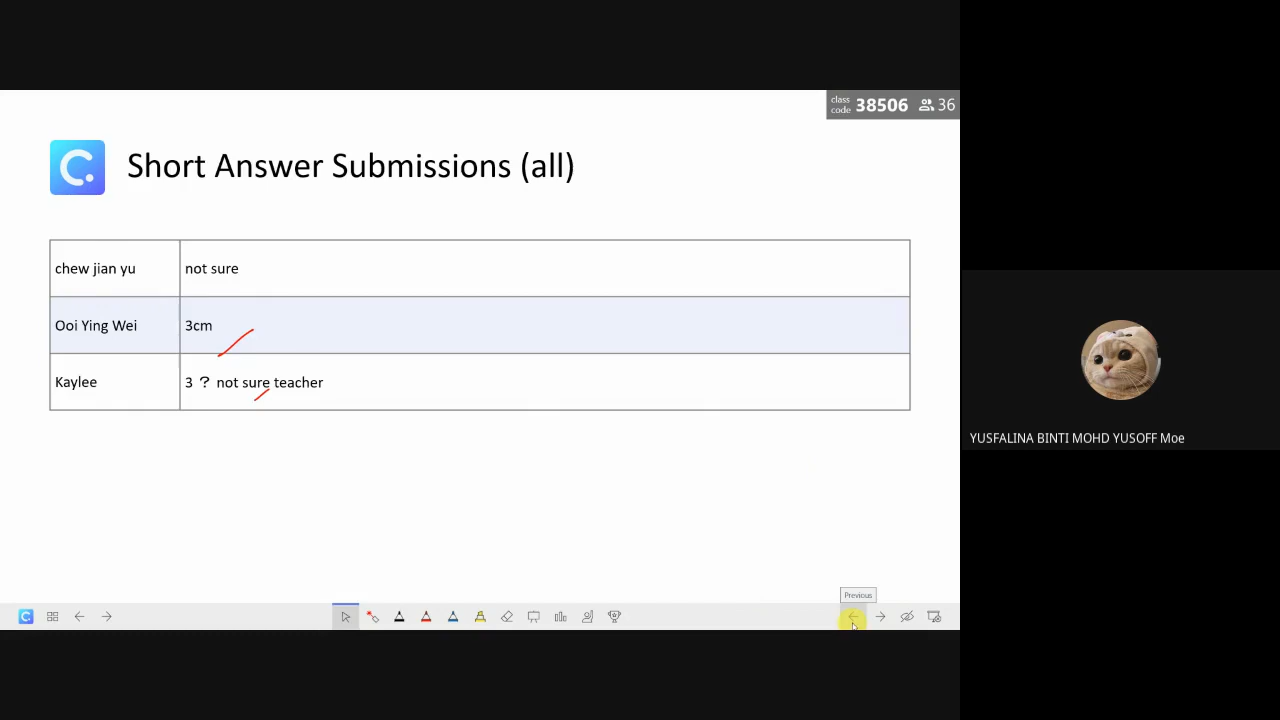 class code 38506 36
Short Answer Submissions (all)
chew jian yu not sure
Ooi Ying Wei 3cm
Kaylee 3 ? not sure teacher
YUSFALINA BINTI MOHD YUSOFF Moe
Previous